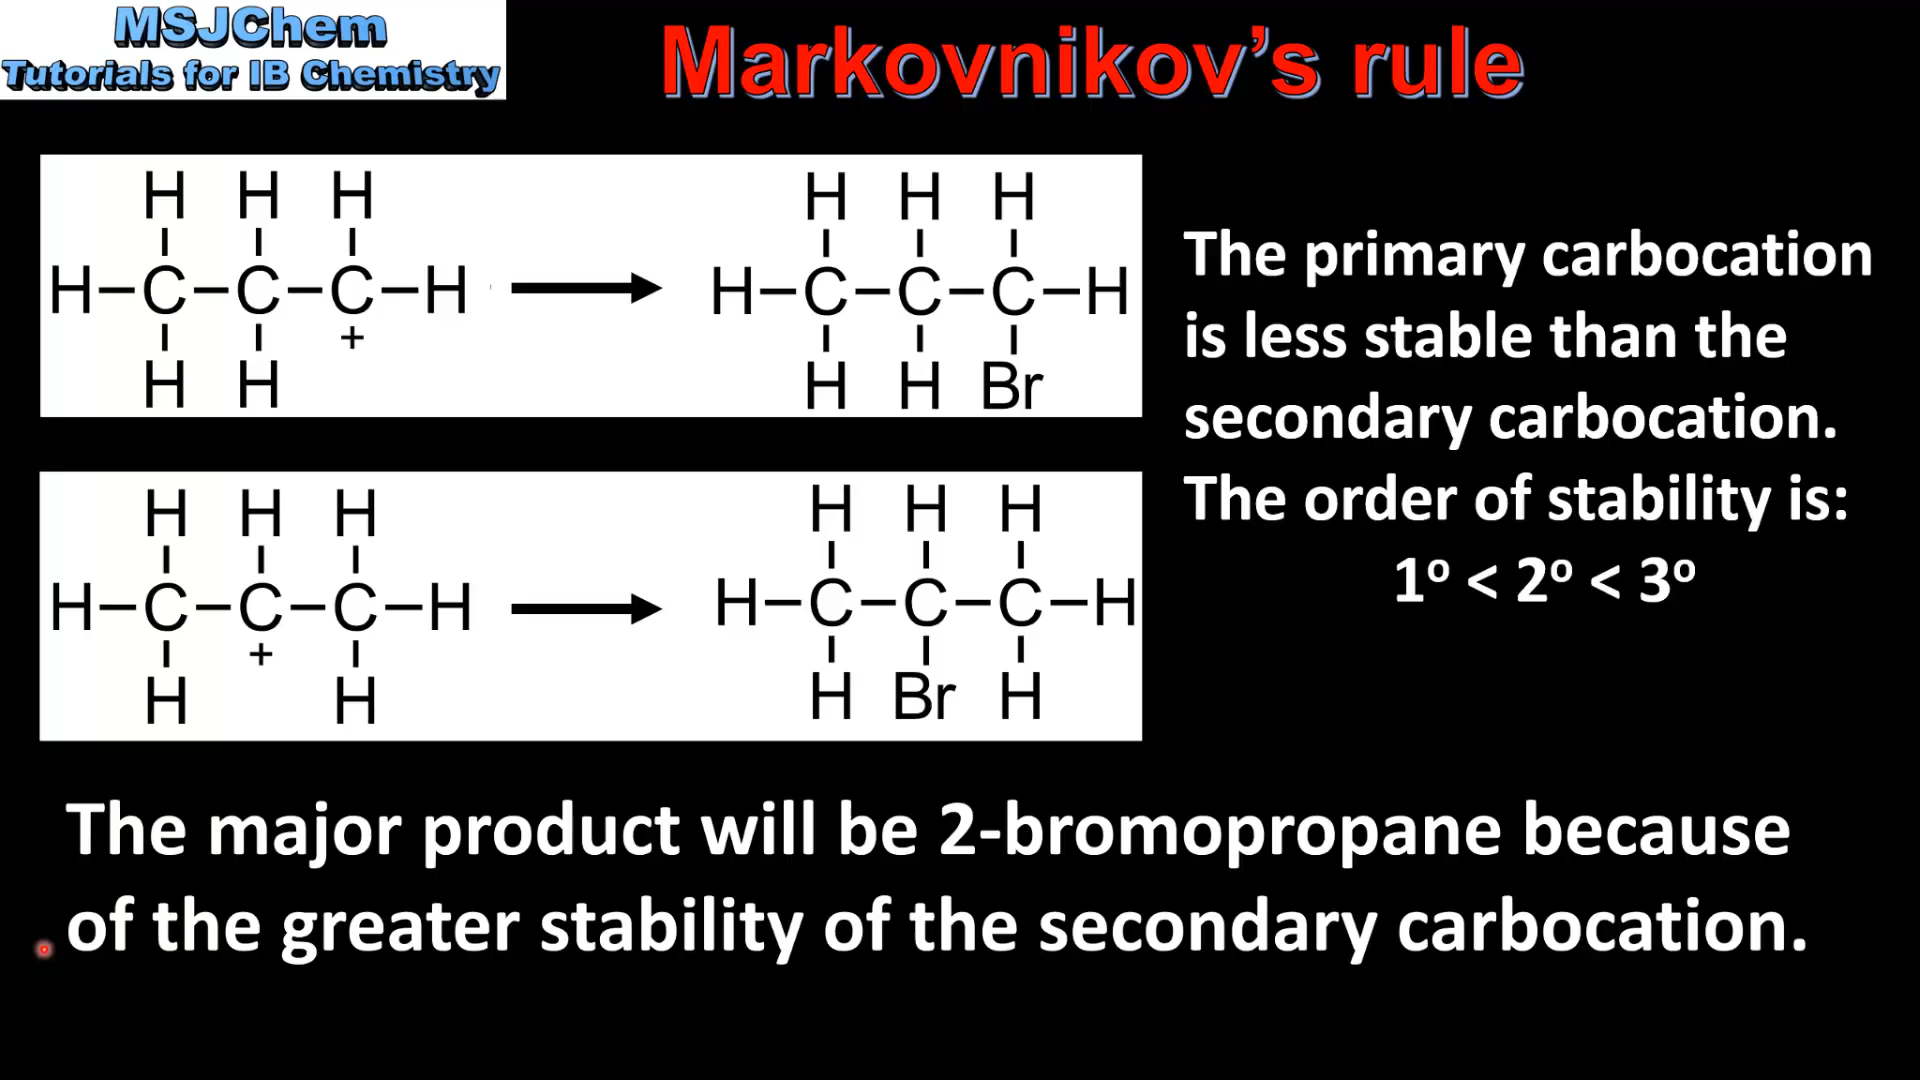 MSJChem
Tutorials for IB Chemistry
Markovnikov's rule
H H H
H C C C H
+
H H
H H H
H C C C H
H H Br
The primary carbocation
is less stable than the
secondary carbocation.
The order of stability is:
1º < 2º < 3º
H H H
H C C C H
+
H H
H H H
H C C C H
H Br H
The major product will be 2-bromopropane because
of the greater stability of the secondary carbocation.